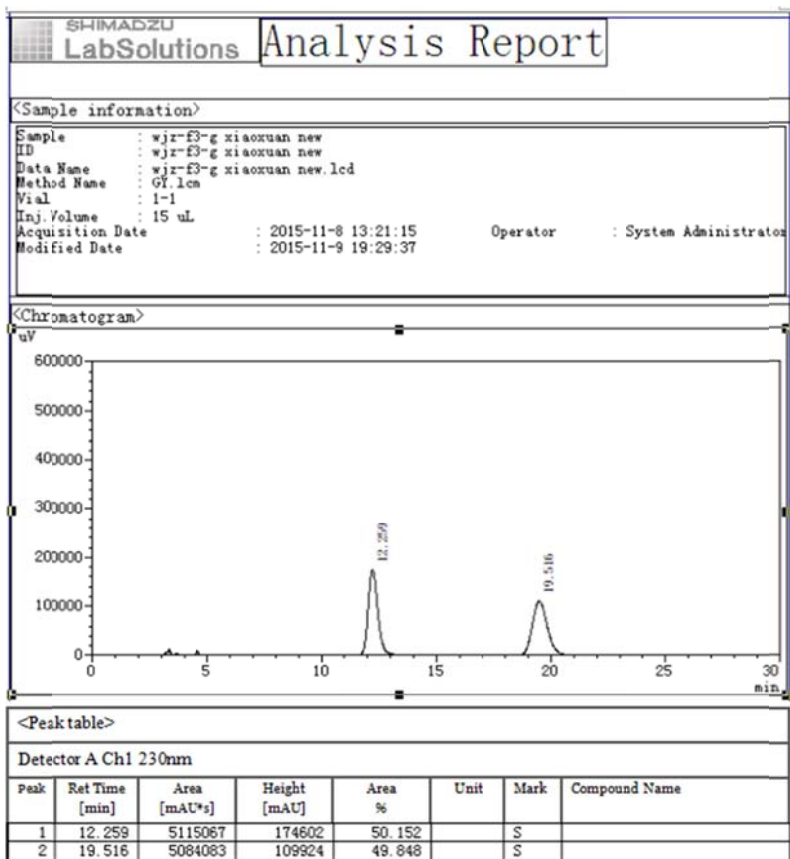 SHIMADZU
LabSolutions Analysis Report
<Sample information>
Sample : wjz-f3-g xiaoxuan new
ID : wjz-f3-g xiaoxuan new
Data Name : wjz-f3-g xiaoxuan new.lcd
Method Name : GY.lcm
Vial : 1-1
Inj.Volume : 15 uL
Acquisition Date : 2015-11-8 13:21:15 Operator : System Administrator
Modified Date : 2015-11-9 19:29:37
<Chromatogram>
uV
600000
500000
400000
300000
200000
100000
0
12.259
19.516
0 5 10 15 20 25 30
min
<Peak table>
Detector A Ch1 230nm
Peak Ret Time [min] Area [mAU*s] Height [mAU] Area % Unit Mark Compound Name
1 12.259 5115067 174602 50.152 S
2 19.516 5084083 109924 49.848 S